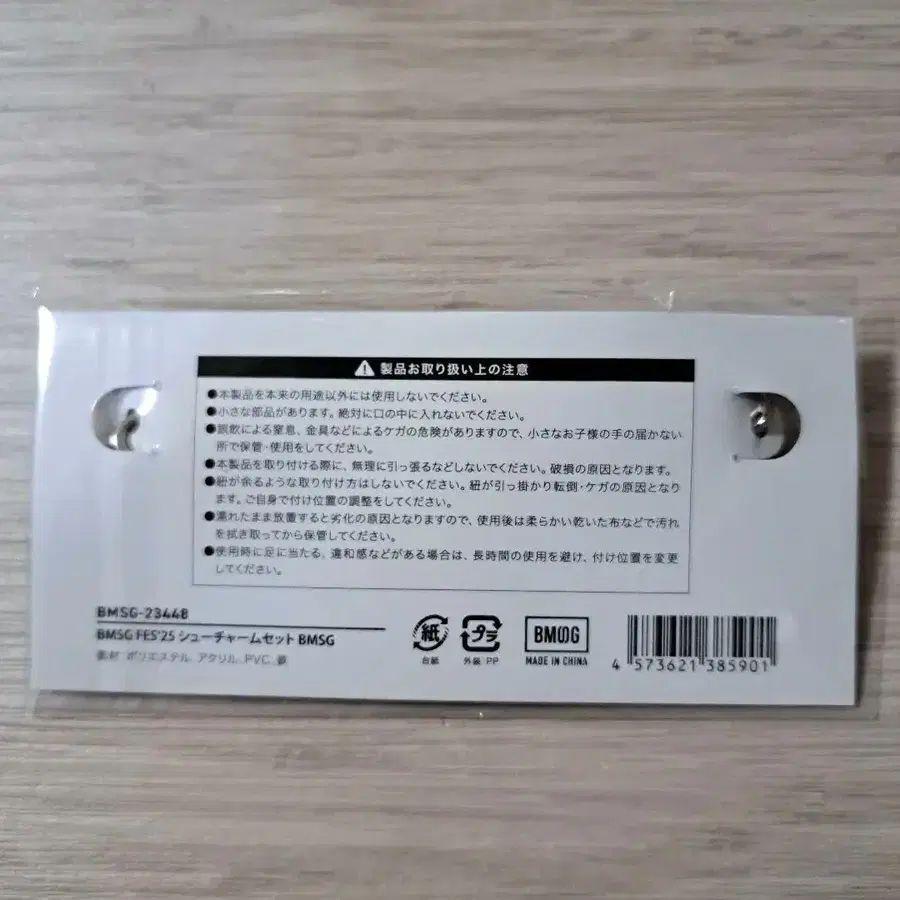 製品お取り扱い上の注意
●本製品を本来の用途以外には使用しないでください。
●小さな部品があります。絶対に口の中に入れないでください。
●誤飲による窒息、金具などによるケガの危険がありますので、小さなお子様の手の届かない
所で保管・使用をしてください。
●本製品を取り付ける際に、無理に引っ張るなどしないでください。破損の原因となります。
●紐が余るような取り付け方はしないでください。紐が引っ掛かり転倒・ケガの原因となり
ます。ご自身で付け位置の調整をしてください。
●濡れたまま放置すると劣化の原因となりますので、使用後は柔らかい乾いた布などで汚れ
を拭き取ってから保管してください。
●使用時に足に当たる、違和感などがある場合は、長時間の使用を避け、付け位置を変更
してください。
BMSG-2344B
BMSG FES'25 シューチャームセット BMSG
素材:ポリエステル、アクリル、PVC、鉄
紙
台紙
プラ
外装:PP
BMSG
MADE IN CHINA
4 573621 385901